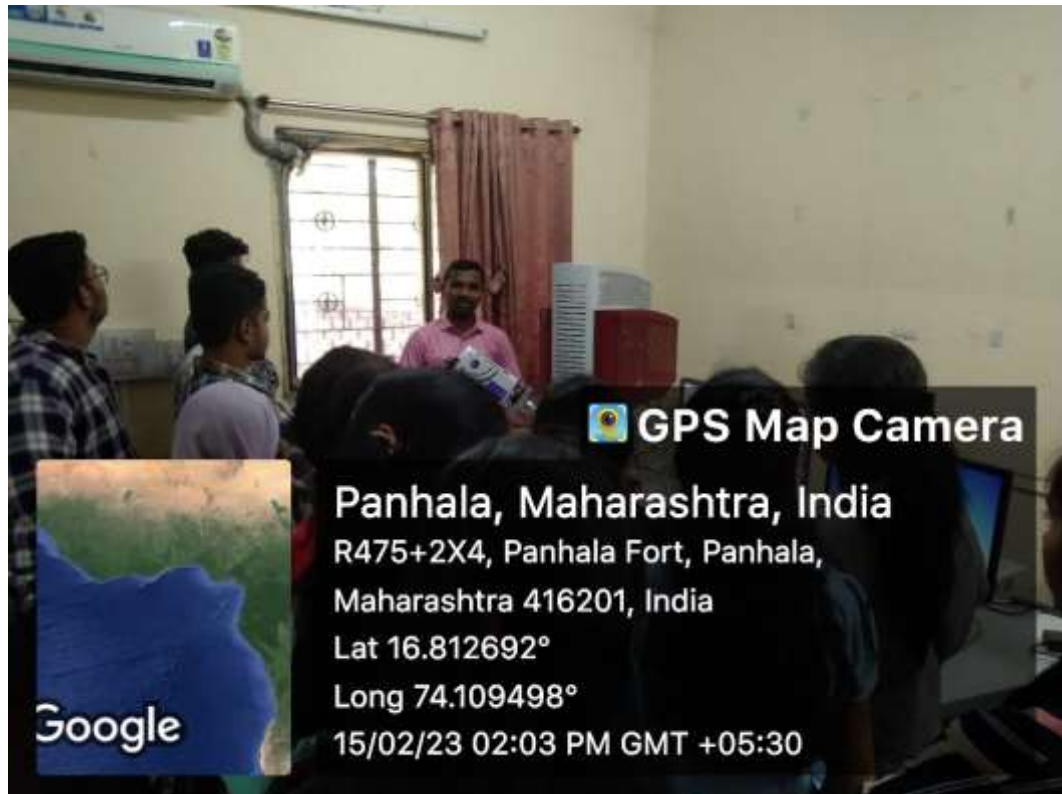 GPS Map Camera
Panhala, Maharashtra, India
R475+2X4, Panhala Fort, Panhala,
Maharashtra 416201, India
Lat 16.812692°
Long 74.109498°
15/02/23 02:03 PM GMT +05:30
Google